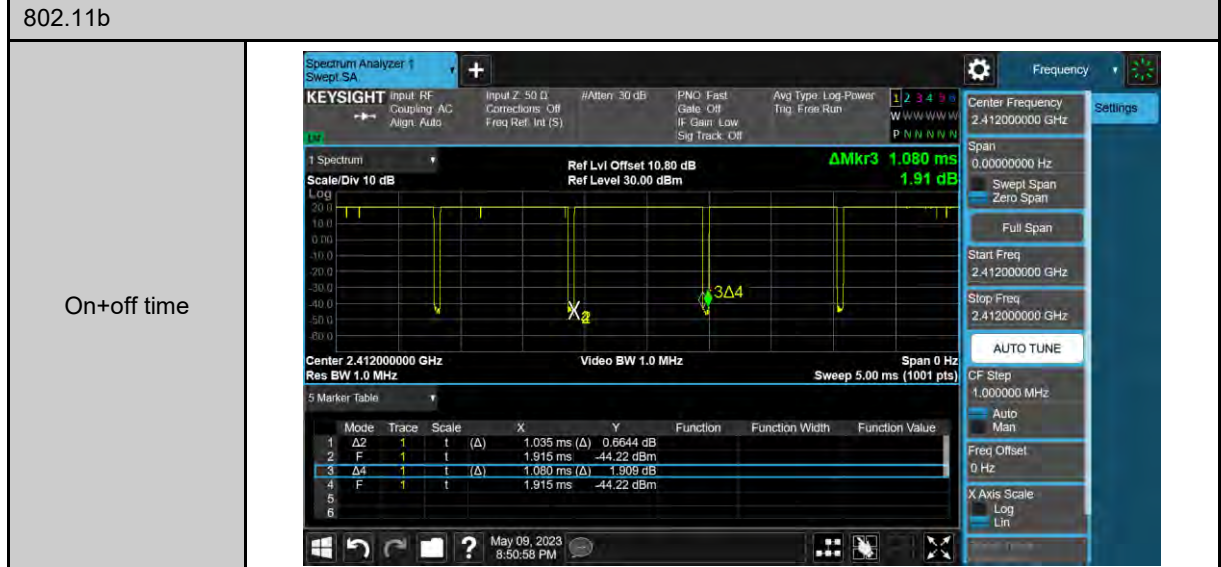 802.11b
On+off time
Spectrum Analyzer 1
Swept SA
+
Frequency
KEYSIGHT
Input: RF
Coupling: AC
Align: Auto
Input Z: 50 Ω
Corrections: Off
Freq Ref: Int (S)
#Atten: 30 dB
PNO: Fast
Gate: Off
IF Gain: Low
Sig Track: Off
Avg Type: Log-Power
Trig: Free Run
1 2 3 4 5 6
W W W W W W
P N N N N N
1 Spectrum
Scale/Div 10 dB
Ref Lvl Offset 10.80 dB
Ref Level 30.00 dBm
ΔMkr3 1.080 ms
1.91 dB
Log
20.0
10.0
0.00
-10.0
-20.0
-30.0
-40.0
-50.0
-60.0
3Δ4
Center 2.412000000 GHz
Res BW 1.0 MHz
Video BW 1.0 MHz
Span 0 Hz
Sweep 5.00 ms (1001 pts)
5 Marker Table
Mode Trace Scale X Y Function Function Width Function Value
1 Δ2 1 t (Δ) 1.035 ms (Δ) 0.6644 dB
2 F 1 t 1.915 ms -44.22 dBm
3 Δ4 1 t (Δ) 1.080 ms (Δ) 1.909 dB
4 F 1 t 1.915 ms -44.22 dBm
5
6
?
May 09, 2023
8:50:58 PM
Settings
Center Frequency
2.412000000 GHz
Span
0.00000000 Hz
Swept Span
Zero Span
Full Span
Start Freq
2.412000000 GHz
Stop Freq
2.412000000 GHz
AUTO TUNE
CF Step
1.000000 MHz
Auto
Man
Freq Offset
0 Hz
X Axis Scale
Log
Lin